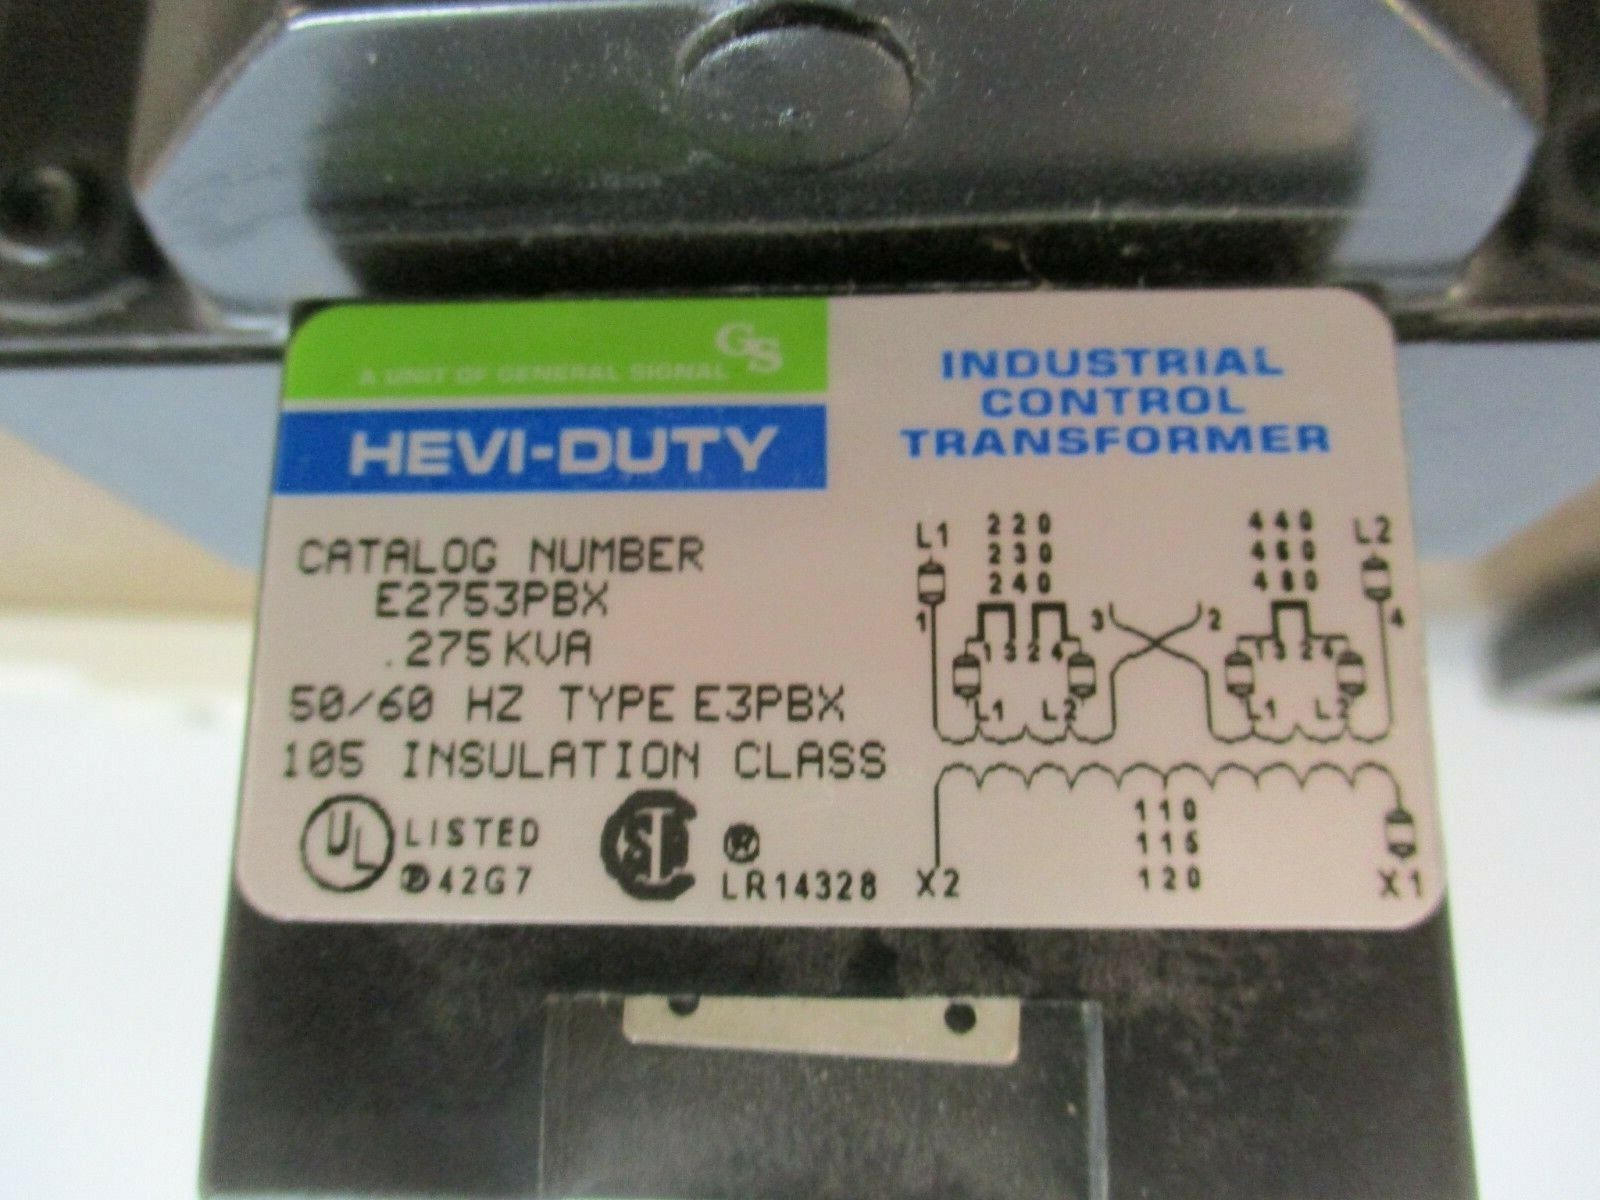 GS
A UNIT OF GENERAL SIGNAL
HEVI-DUTY
INDUSTRIAL
CONTROL
TRANSFORMER
CATALOG NUMBER
E2753PBX
.275 KVA
50/60 HZ TYPE E3PBX
105 INSULATION CLASS
UL LISTED
42G7
LR14328
L1 220 440 L2
230 460
240 480
1 3 2 4
1 3 2 4 1 3 2 4
L1 L2 L1 L2
110
115
X2 120 X1